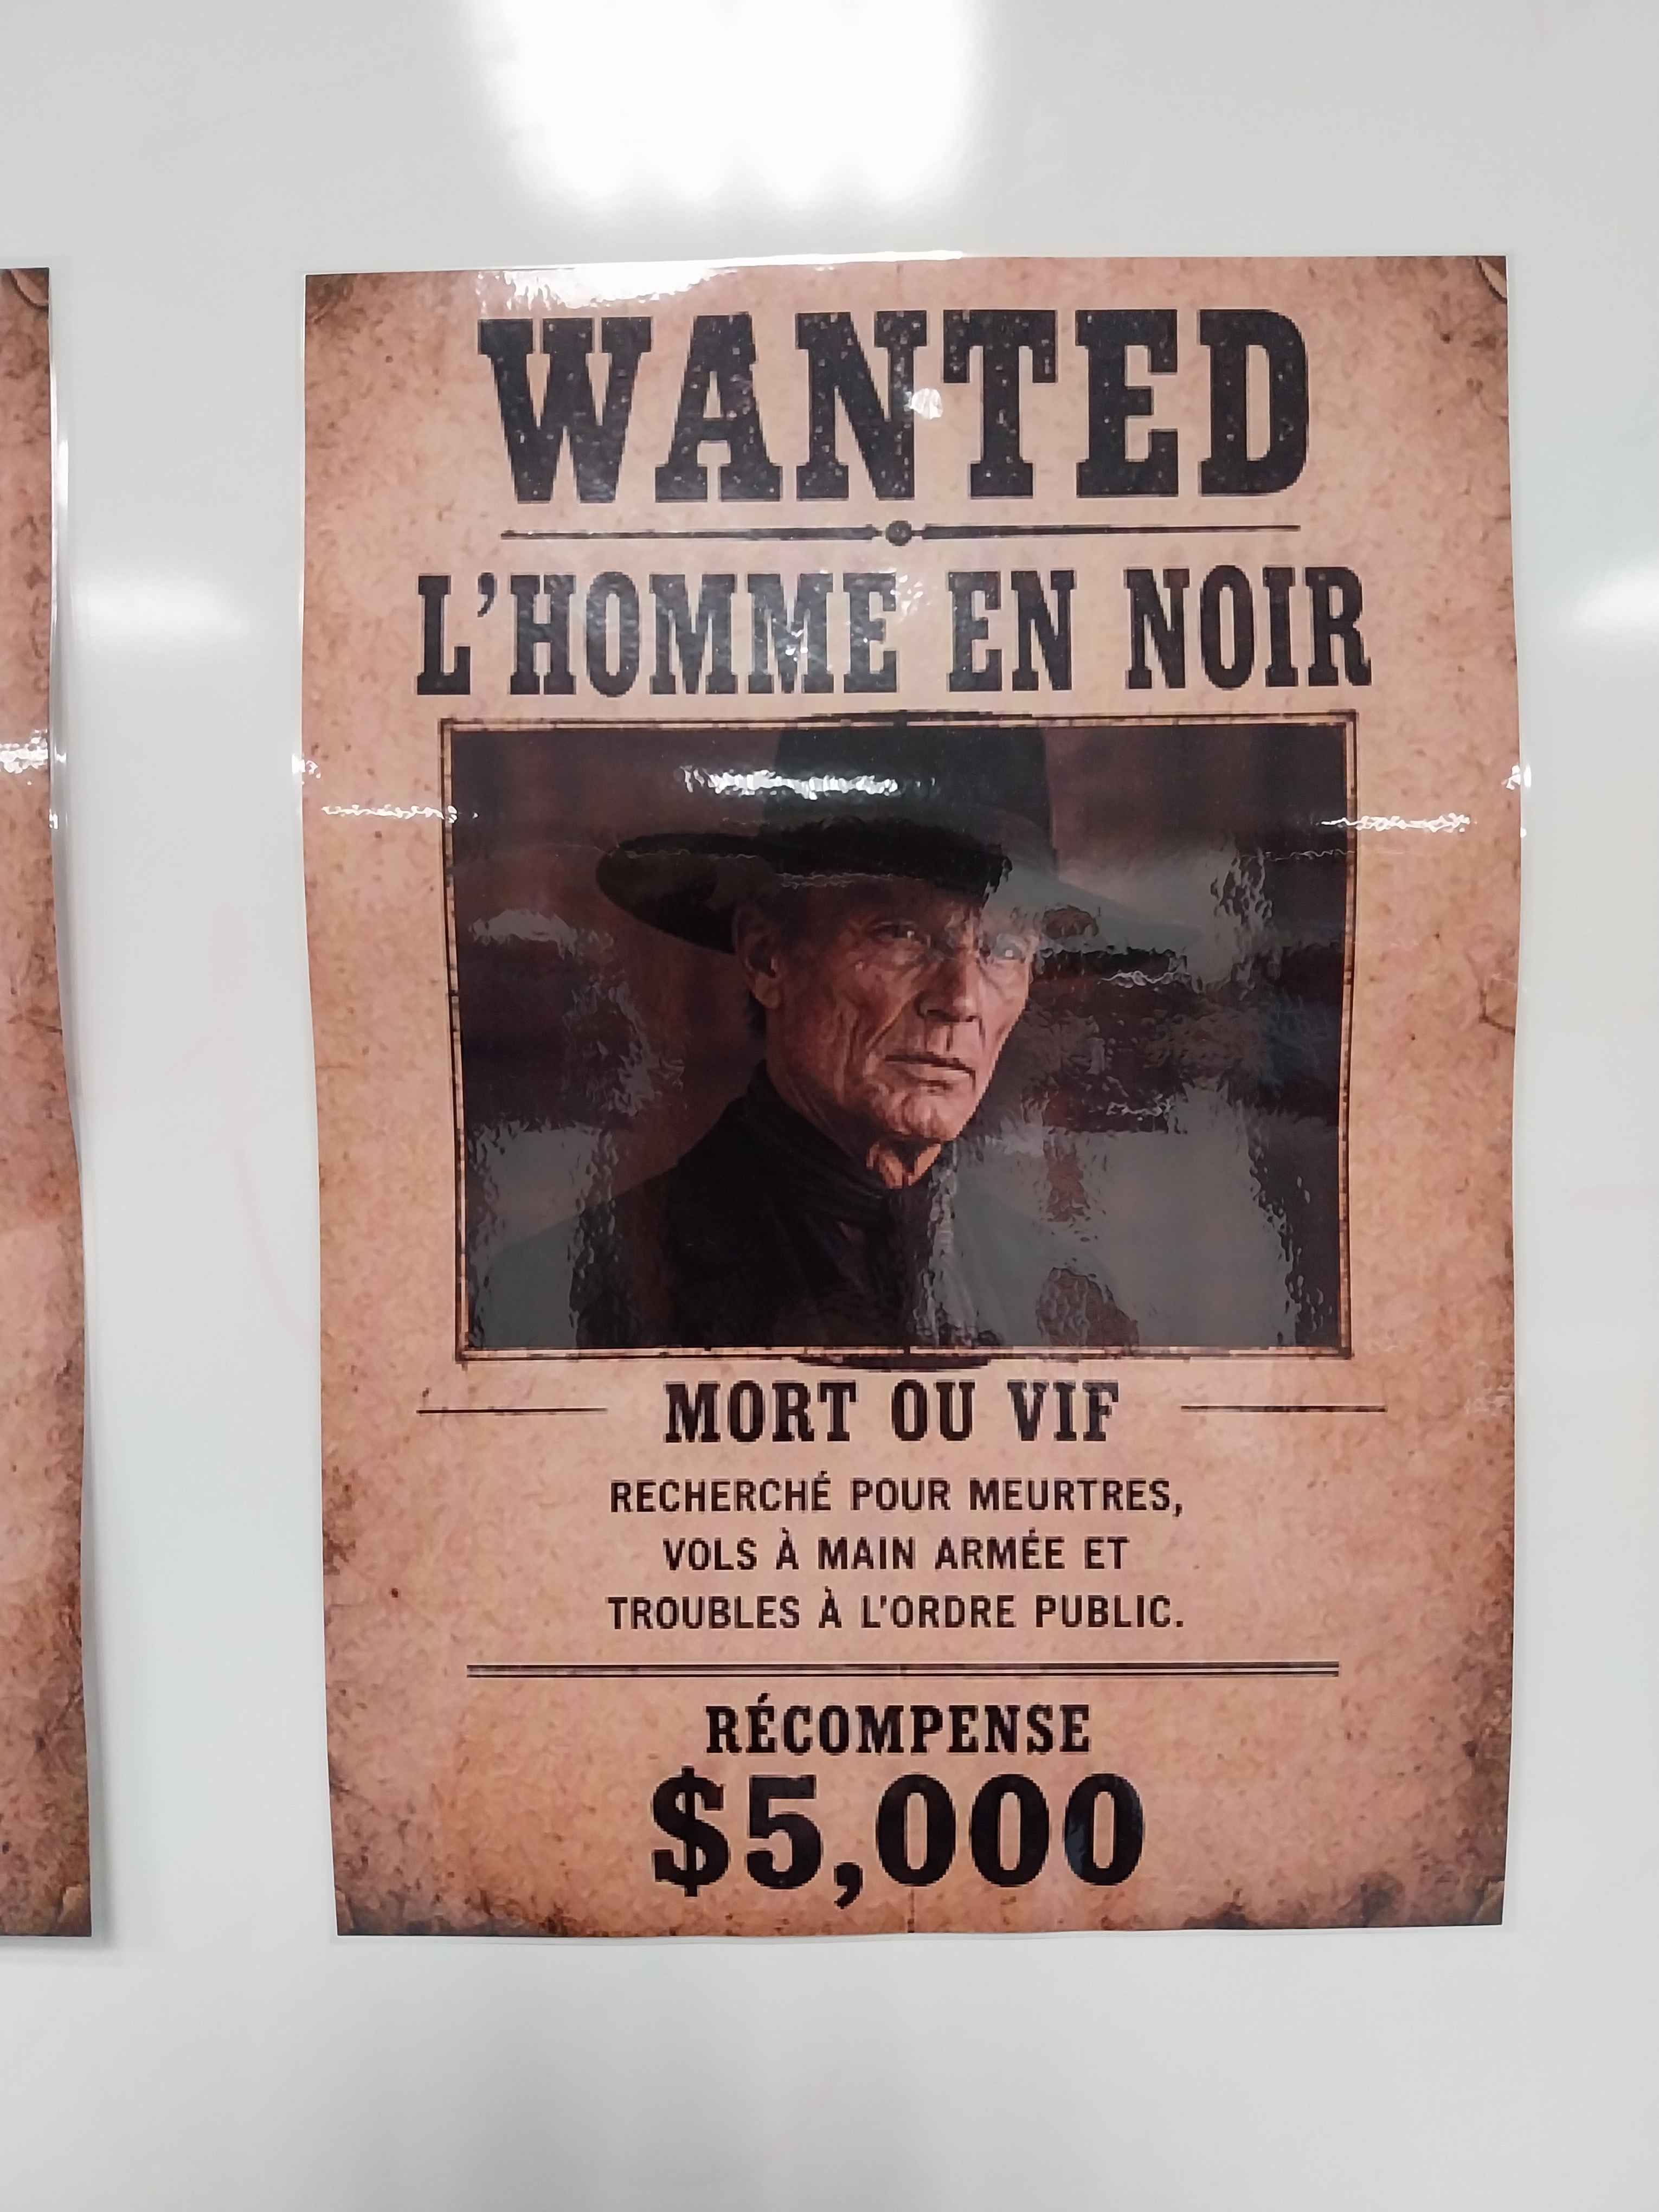 WANTED
L'HOMME EN NOIR
MORT OU VIF
RECHERCHÉ POUR MEURTRES,
VOLS À MAIN ARMÉE ET
TROUBLES À L'ORDRE PUBLIC.
RÉCOMPENSE
$5,000